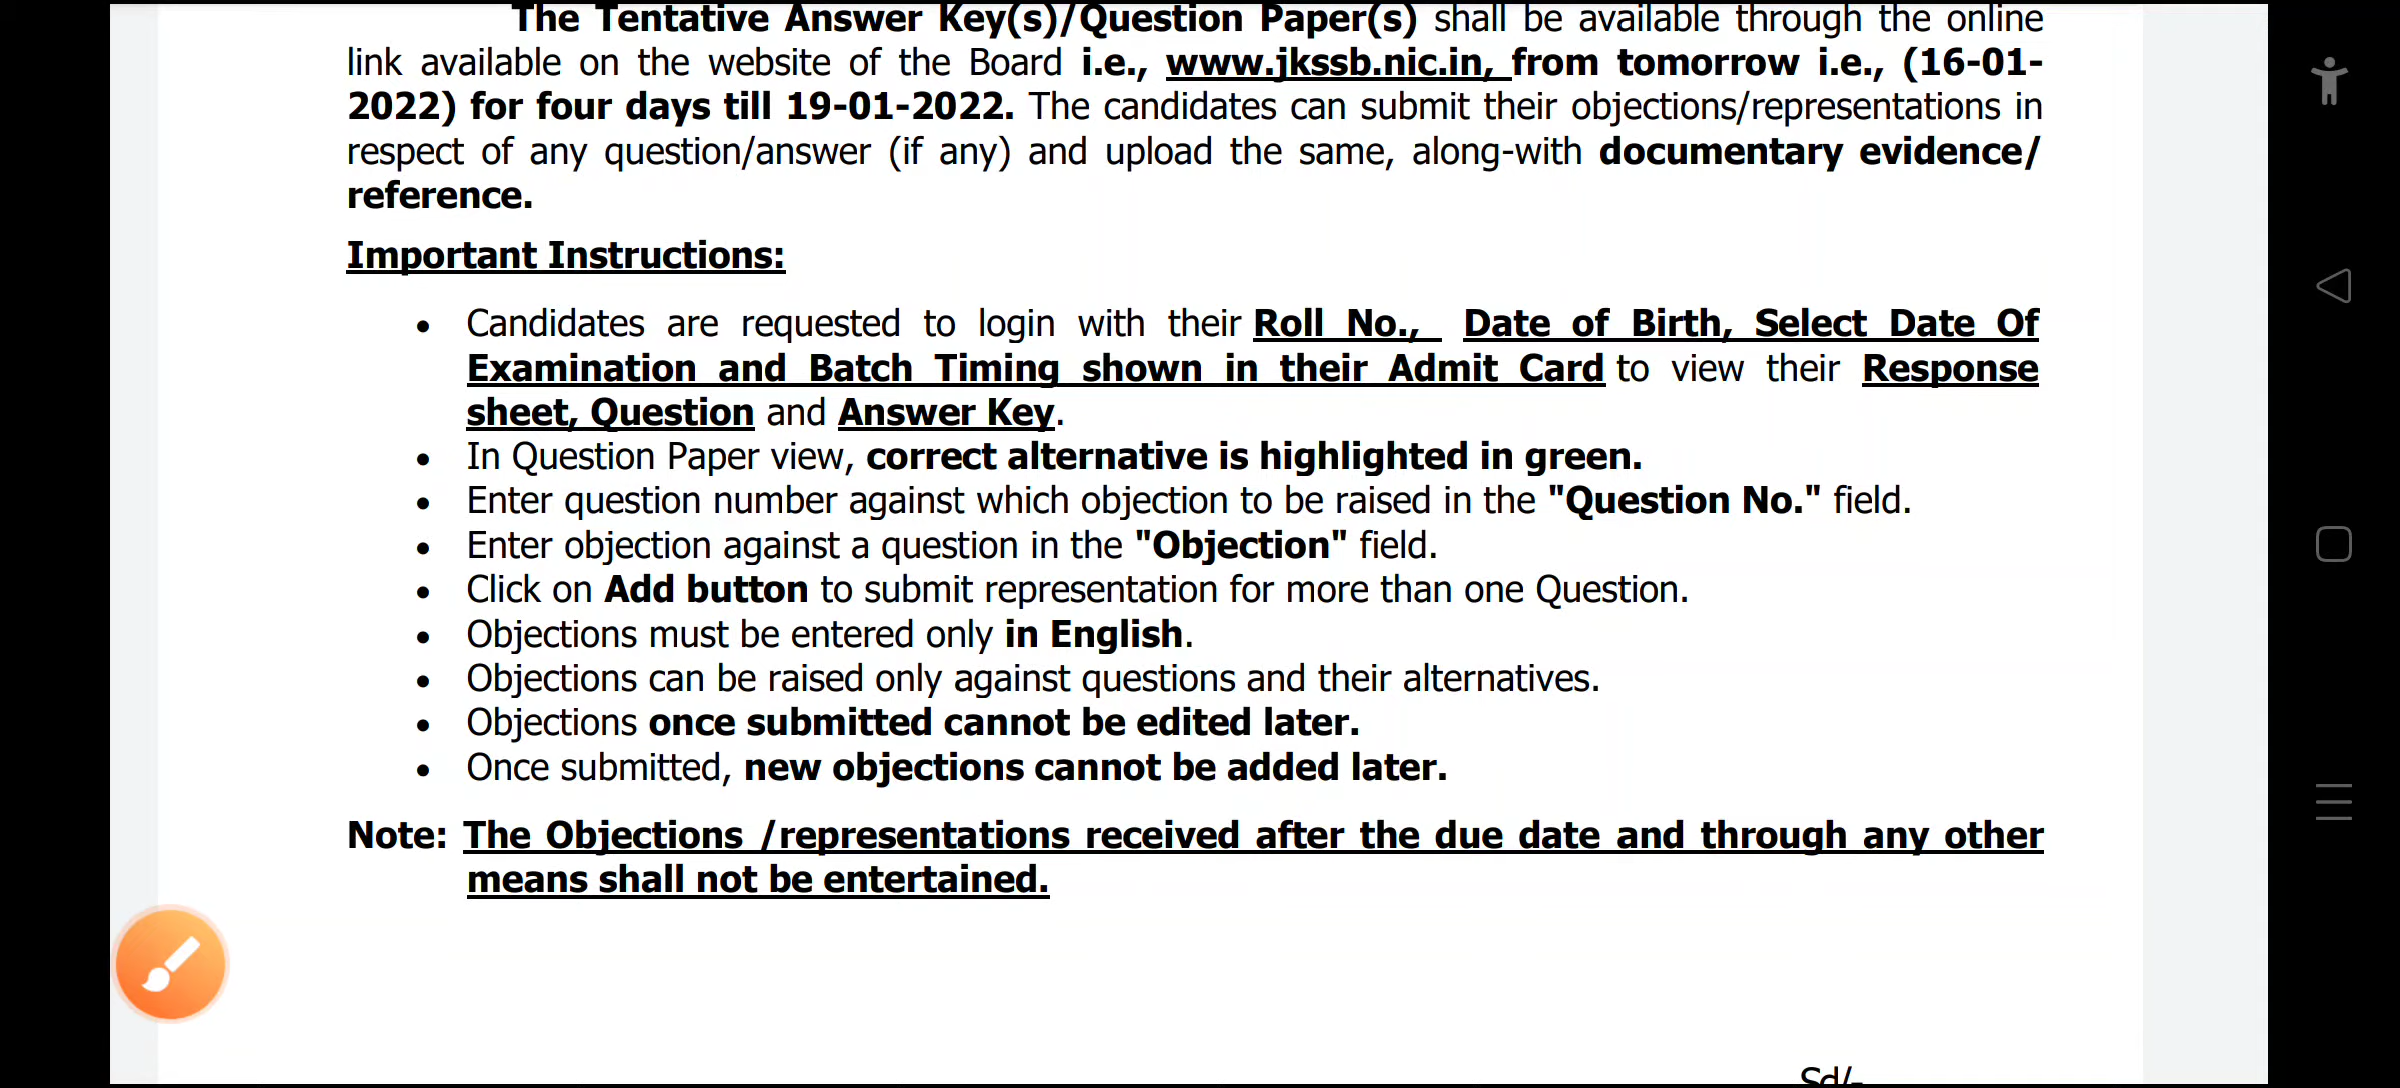 The Tentative Answer Key(s)/Question Paper(s) shall be available through the online
link available on the website of the Board i.e., www.jkssb.nic.in, from tomorrow i.e., (16-01-
2022) for four days till 19-01-2022. The candidates can submit their objections/representations in
respect of any question/answer (if any) and upload the same, along-with documentary evidence/
reference.
Important Instructions:
• Candidates are requested to login with their Roll No., Date of Birth, Select Date Of
Examination and Batch Timing shown in their Admit Card to view their Response
sheet, Question and Answer Key.
• In Question Paper view, correct alternative is highlighted in green.
• Enter question number against which objection to be raised in the "Question No." field.
• Enter objection against a question in the "Objection" field.
• Click on Add button to submit representation for more than one Question.
• Objections must be entered only in English.
• Objections can be raised only against questions and their alternatives.
• Objections once submitted cannot be edited later.
• Once submitted, new objections cannot be added later.
Note: The Objections /representations received after the due date and through any other
means shall not be entertained.
Sd/-